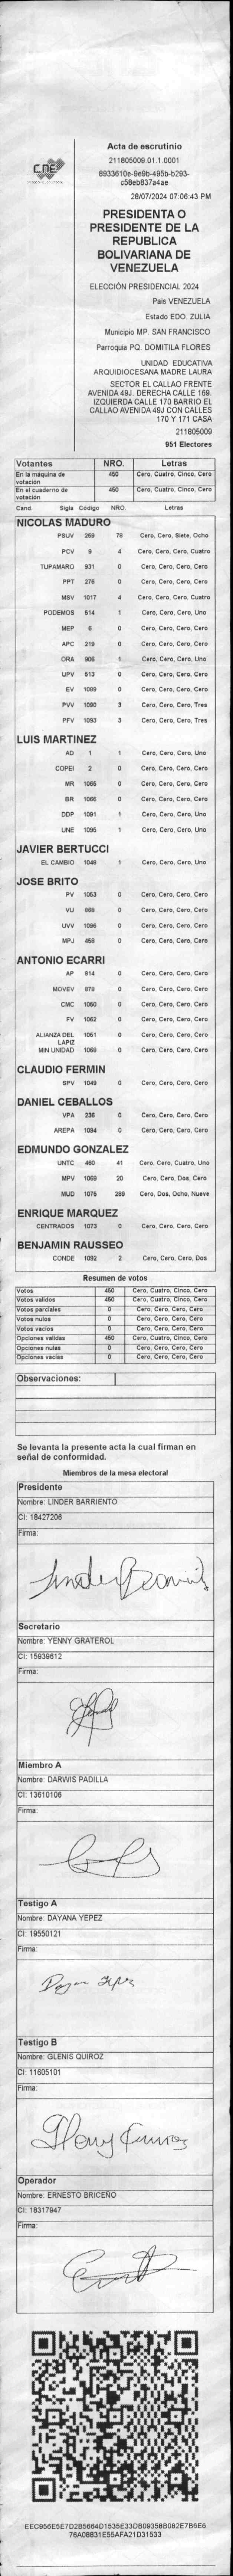 CNE
Acta de escrutinio
211805009.01.1.0001
8933610e-9e9b-495b-b293-
c58eb837a4ae
28/07/2024 07:06:43 PM
PRESIDENTA O
PRESIDENTE DE LA
REPUBLICA
BOLIVARIANA DE
VENEZUELA
ELECCIÓN PRESIDENCIAL 2024
Pais VENEZUELA
Estado EDO. ZULIA
Municipio MP. SAN FRANCISCO
Parroquia PQ. DOMITILA FLORES
UNIDAD EDUCATIVA
ARQUIDIOCESANA MADRE LAURA
SECTOR EL CALLAO FRENTE
AVENIDA 49J. DERECHA CALLE 169.
IZQUIERDA CALLE 170 BARRIO EL
CALLAO AVENIDA 49J CON CALLES
170 Y 171 CASA
211805009
951 Electores
Votantes NRO. Letras
En la maquina de votación 450 Cero, Cuatro, Cinco, Cero
En el cuaderno de votación 450 Cero, Cuatro, Cinco, Cero
Cand. Sigla Código NRO. Letras
NICOLAS MADURO
PSUV 269 78 Cero, Cero, Siete, Ocho
PCV 9 4 Cero, Cero, Cero, Cuatro
TUPAMARO 931 0 Cero, Cero, Cero, Cero
PPT 276 0 Cero, Cero, Cero, Cero
MSV 1017 4 Cero, Cero, Cero, Cuatro
PODEMOS 514 1 Cero, Cero, Cero, Uno
MEP 6 0 Cero, Cero, Cero, Cero
APC 219 0 Cero, Cero, Cero, Cero
ORA 906 1 Cero, Cero, Cero, Uno
UPV 513 0 Cero, Cero, Cero, Cero
EV 1089 0 Cero, Cero, Cero, Cero
PVV 1090 3 Cero, Cero, Cero, Tres
PFV 1093 3 Cero, Cero, Cero, Tres
LUIS MARTINEZ
AD 1 1 Cero, Cero, Cero, Uno
COPEI 2 0 Cero, Cero, Cero, Cero
MR 1065 0 Cero, Cero, Cero, Cero
BR 1066 0 Cero, Cero, Cero, Cero
DDP 1091 1 Cero, Cero, Cero, Uno
UNE 1095 1 Cero, Cero, Cero, Uno
JAVIER BERTUCCI
EL CAMBIO 1048 1 Cero, Cero, Cero, Uno
JOSE BRITO
PV 1053 0 Cero, Cero, Cero, Cero
VU 868 0 Cero, Cero, Cero, Cero
UVV 1096 0 Cero, Cero, Cero, Cero
MPJ 458 0 Cero, Cero, Cero, Cero
ANTONIO ECARRI
AP 814 0 Cero, Cero, Cero, Cero
MOVEV 879 0 Cero, Cero, Cero, Cero
CMC 1050 0 Cero, Cero, Cero, Cero
FV 1062 0 Cero, Cero, Cero, Cero
ALIANZA DEL LAPIZ 1061 0 Cero, Cero, Cero, Cero
MIN UNIDAD 1069 0 Cero, Cero, Cero, Cero
CLAUDIO FERMIN
SPV 1049 0 Cero, Cero, Cero, Cero
DANIEL CEBALLOS
VPA 236 0 Cero, Cero, Cero, Cero
AREPA 1094 0 Cero, Cero, Cero, Cero
EDMUNDO GONZALEZ
UNTC 460 41 Cero, Cero, Cuatro, Uno
MPV 20 Cero, Cero, Dos, Cero
MUD 1075 289 Cero, Dos, Ocho, Nueve
ENRIQUE MARQUEZ
CENTRADOS 1073 0 Cero, Cero, Cero, Cero
BENJAMIN RAUSSEO
CONDE 1092 2 Cero, Cero, Cero, Dos
Resumen de votos
Votos 450 Cero, Cuatro, Cinco, Cero
Votos validos 450 Cero, Cuatro, Cinco, Cero
Votos parciales 0 Cero, Cero, Cero, Cero
Votos nulos 0 Cero, Cero, Cero, Cero
Votos vacios 0 Cero, Cero, Cero, Cero
Opciones validas 450 Cero, Cuatro, Cinco, Cero
Opciones nulas 0 Cero, Cero, Cero, Cero
Opciones vacias 0 Cero, Cero, Cero, Cero
Observaciones:
Se levanta la presente acta la cual firman en
señal de conformidad.
Miembros de la mesa electoral
Presidente
Nombre: LINDER BARRIENTO
CI: 18427206
Firma:
Linder Barrient
Secretario
Nombre: YENNY GRATEROL
CI: 15939612
Firma:
Miembro A
Nombre: DARWIS PADILLA
CI: 13610106
Firma:
Testigo A
Nombre: DAYANA YEPEZ
CI: 19550121
Firma:
Testigo B
Nombre: GLENIS QUIROZ
CI: 11605101
Firma:
Operador
Nombre: ERNESTO BRICEÑO
CI: 18317947
Firma:
EEC956E5E7D2B5664D1535E33DB0935BB082E7B6E6
76A08831E55AFA21D31533